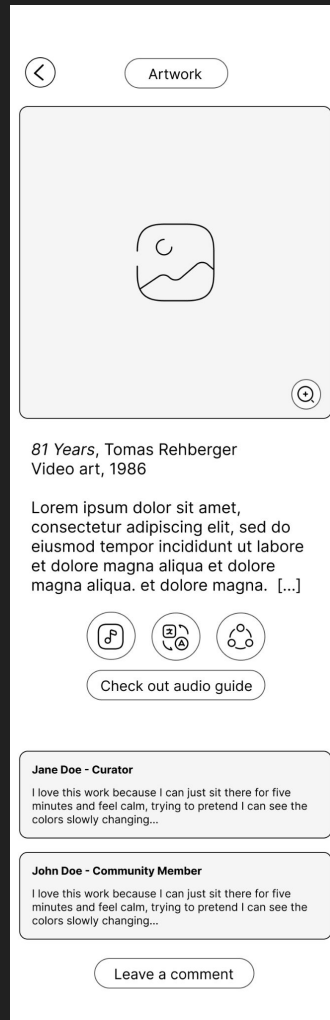 Artwork
81 Years, Tomas Rehberger
Video art, 1986
Lorem ipsum dolor sit amet,
consectetur adipiscing elit, sed do
eiusmod tempor incididunt ut labore
et dolore magna aliqua et dolore
magna aliqua. et dolore magna. [...]
文
A
Check out audio guide
Jane Doe - Curator
I love this work because I can just sit there for five
minutes and feel calm, trying to pretend I can see the
colors slowly changing...
John Doe - Community Member
I love this work because I can just sit there for five
minutes and feel calm, trying to pretend I can see the
colors slowly changing...
Leave a comment